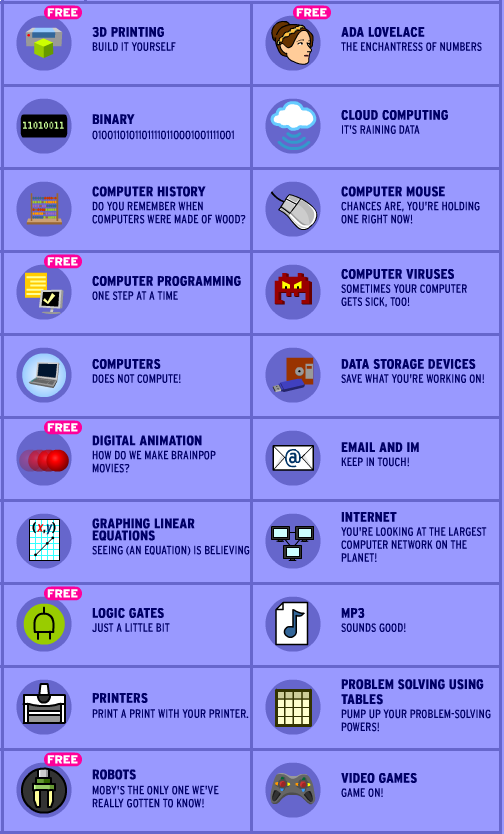 FREE
3D PRINTING
BUILD IT YOURSELF
FREE
ADA LOVELACE
THE ENCHANTRESS OF NUMBERS
11010011
BINARY
01001101011011110110001001111001
CLOUD COMPUTING
IT'S RAINING DATA
COMPUTER HISTORY
DO YOU REMEMBER WHEN
COMPUTERS WERE MADE OF WOOD?
COMPUTER MOUSE
CHANCES ARE, YOU'RE HOLDING
ONE RIGHT NOW!
FREE
COMPUTER PROGRAMMING
ONE STEP AT A TIME
COMPUTER VIRUSES
SOMETIMES YOUR COMPUTER
GETS SICK, TOO!
COMPUTERS
DOES NOT COMPUTE!
DATA STORAGE DEVICES
SAVE WHAT YOU'RE WORKING ON!
FREE
DIGITAL ANIMATION
HOW DO WE MAKE BRAINPOP
MOVIES?
@
EMAIL AND IM
KEEP IN TOUCH!
(x,y)
GRAPHING LINEAR
EQUATIONS
SEEING (AN EQUATION) IS BELIEVING
INTERNET
YOU'RE LOOKING AT THE LARGEST
COMPUTER NETWORK ON THE
PLANET!
FREE
LOGIC GATES
JUST A LITTLE BIT
MP3
SOUNDS GOOD!
PRINTERS
PRINT A PRINT WITH YOUR PRINTER.
PROBLEM SOLVING USING
TABLES
PUMP UP YOUR PROBLEM-SOLVING
POWERS!
FREE
ROBOTS
MOBY'S THE ONLY ONE WE'VE
REALLY GOTTEN TO KNOW!
VIDEO GAMES
GAME ON!